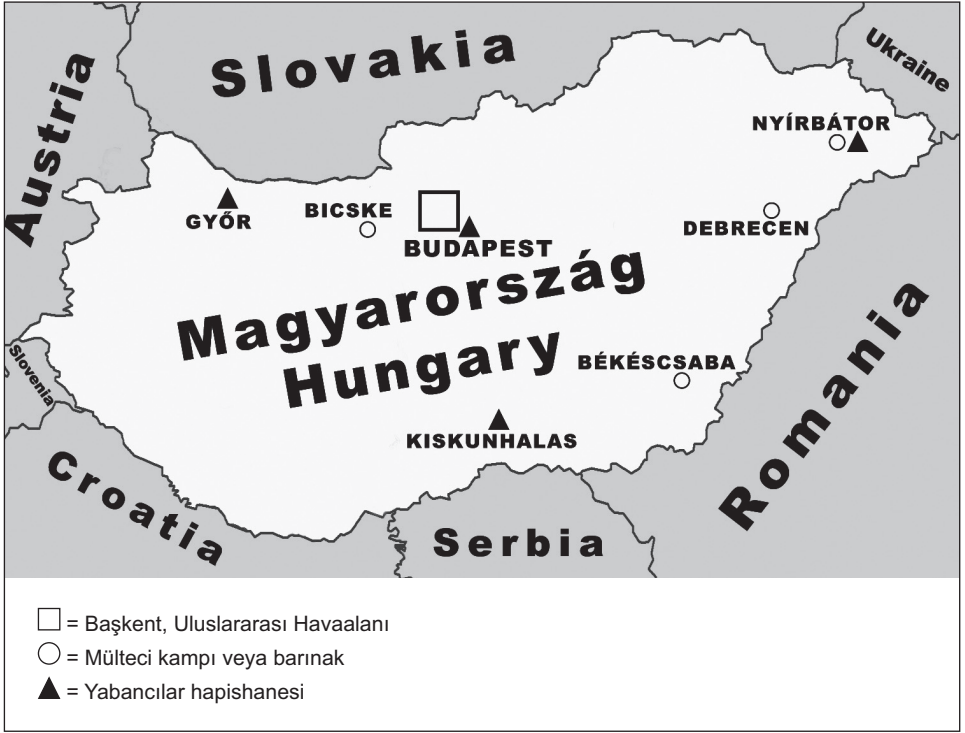 Slovakia
Ukraine
Austria
NYÍRBÁTOR
GYŐR
BICSKE
BUDAPEST
DEBRECEN
Magyarország
Hungary
Slovenia
BÉKÉSCSABA
Romania
KISKUNHALAS
Croatia
Serbia
= Başkent, Uluslararası Havaalanı
= Mülteci kampı veya barınak
= Yabancılar hapishanesi